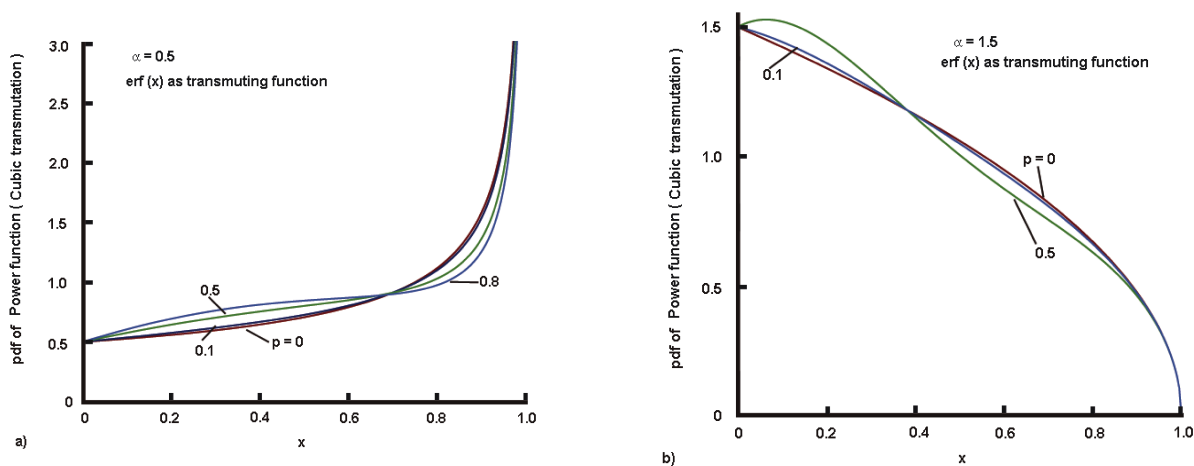 pdf of Power function ( Cubic transmutation )
3.0
2.5
2.0
1.5
1.0
0.5
0
α = 0.5
erf (x) as transmuting function
0.5
0.8
0.1
p = 0
0
0.2
0.4
0.6
0.8
1.0
x
a)
pdf of Power function ( Cubic transmutation )
1.5
1.0
0.5
0
α = 1.5
erf (x) as transmuting function
0.1
p = 0
0.5
0
0.2
0.4
0.6
0.8
1.0
x
b)